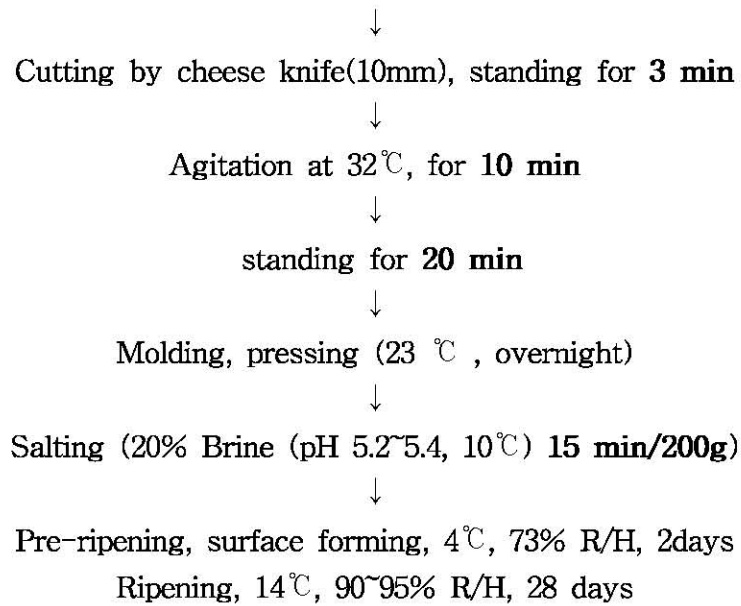 ↓
Cutting by cheese knife(10mm), standing for 3 min
↓
Agitation at 32℃, for 10 min
↓
standing for 20 min
↓
Molding, pressing (23 ℃ , overnight)
↓
Salting (20% Brine (pH 5.2~5.4, 10℃) 15 min/200g)
↓
Pre-ripening, surface forming, 4℃, 73% R/H, 2days
Ripening, 14℃, 90~95% R/H, 28 days